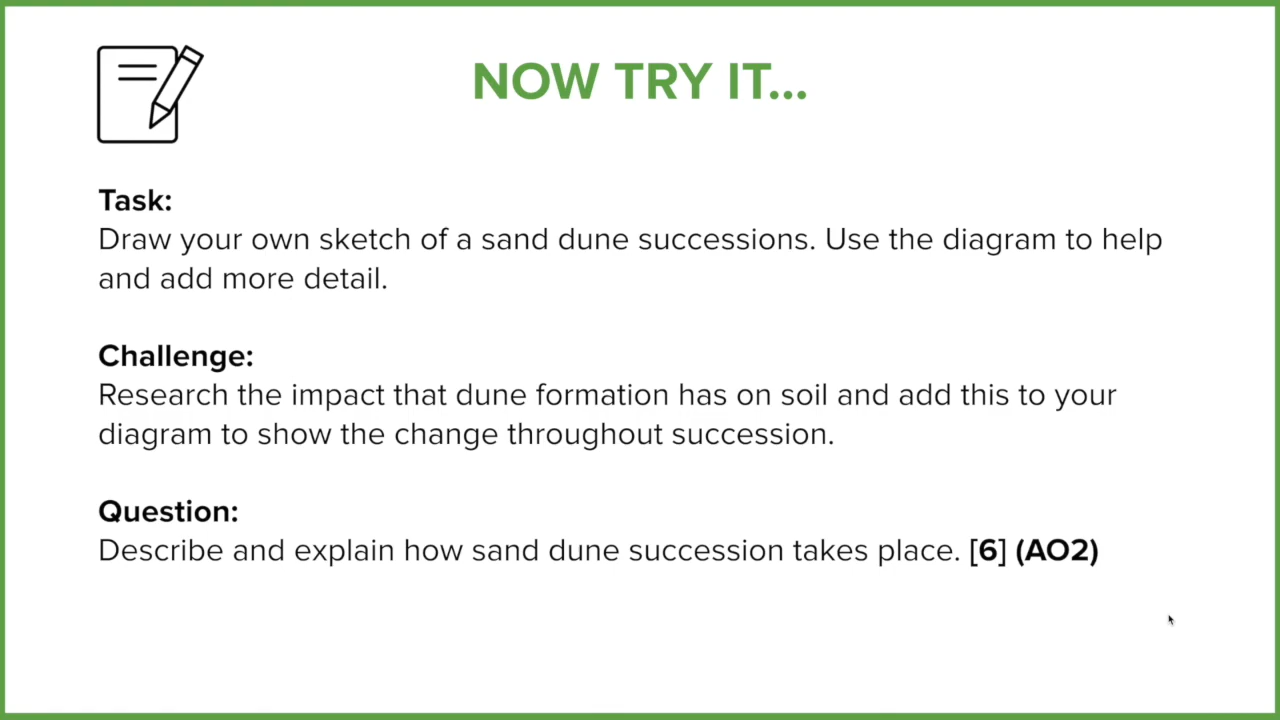 NOW TRY IT...
Task:
Draw your own sketch of a sand dune successions. Use the diagram to help
and add more detail.
Challenge:
Research the impact that dune formation has on soil and add this to your
diagram to show the change throughout succession.
Question:
Describe and explain how sand dune succession takes place. [6] (AO2)